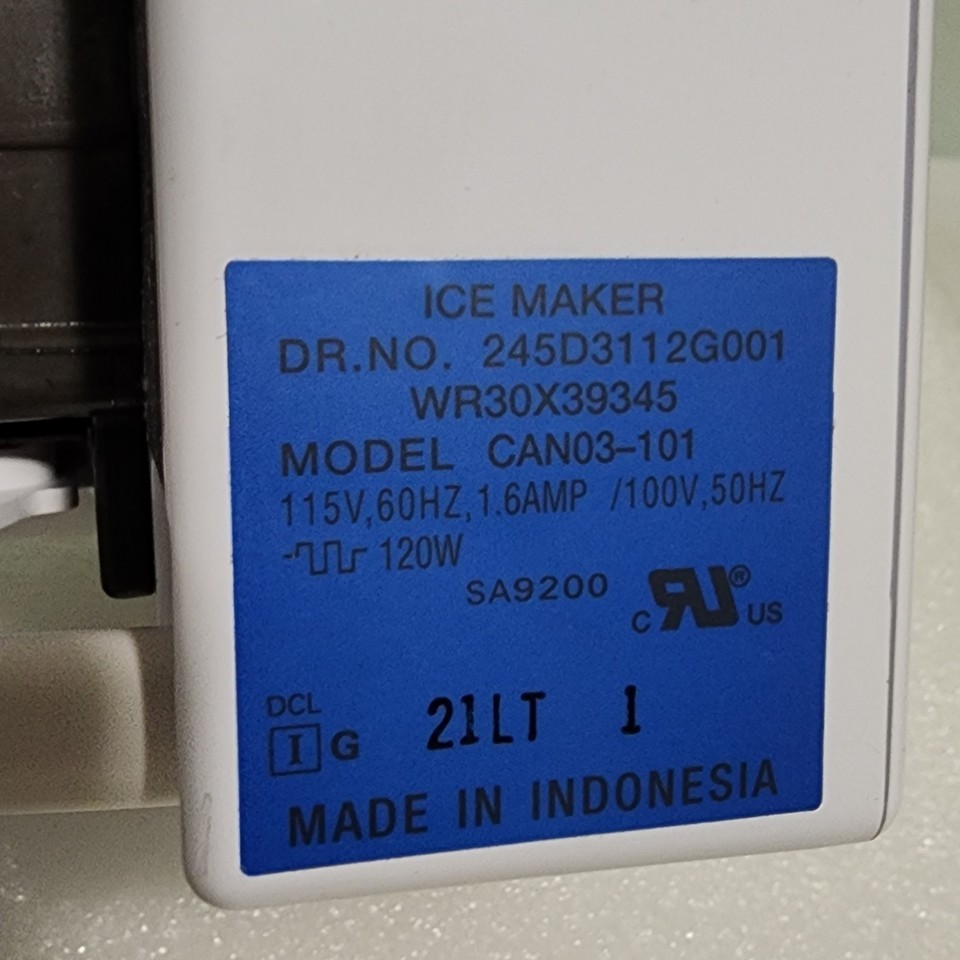 ICE MAKER
DR.NO. 245D3112G001
WR30X39345
MODEL CAN03-101
115V,60HZ,1.6AMP /100V,50HZ
120W
SA9200
C RU® US
DCL
I G 21LT 1
MADE IN INDONESIA